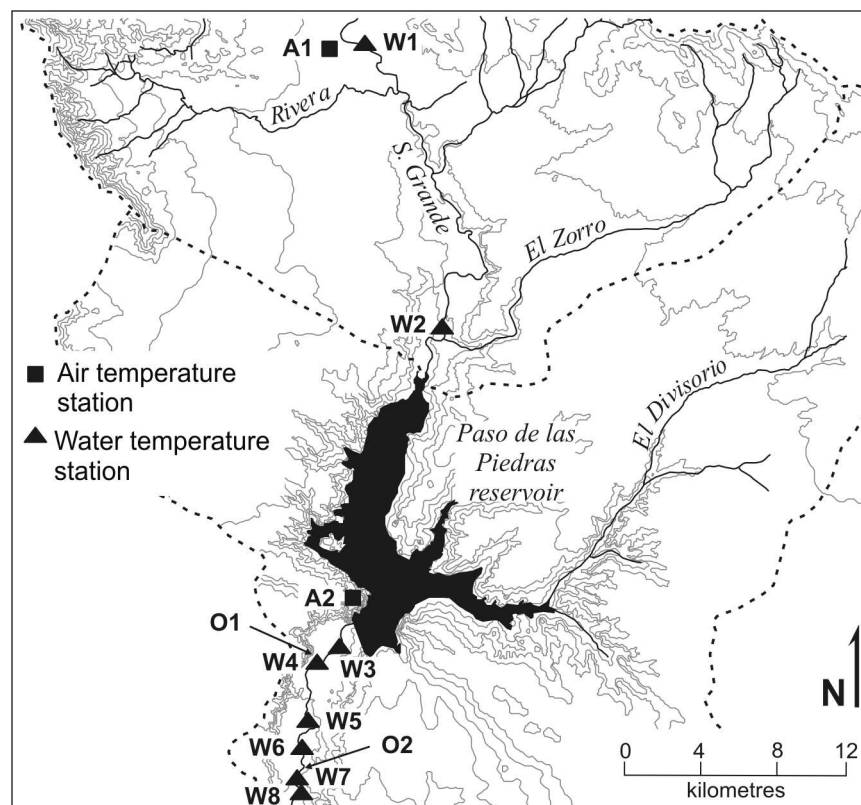 A1
W1
Rivera
S. Grande
El Zorro
W2
Air temperature
station
Water temperature
station
El Divisorio
Paso de las
Piedras
reservoir
A2
O1
W4
W3
W5
W6
O2
W7
W8
N
0 4 8 12
kilometres